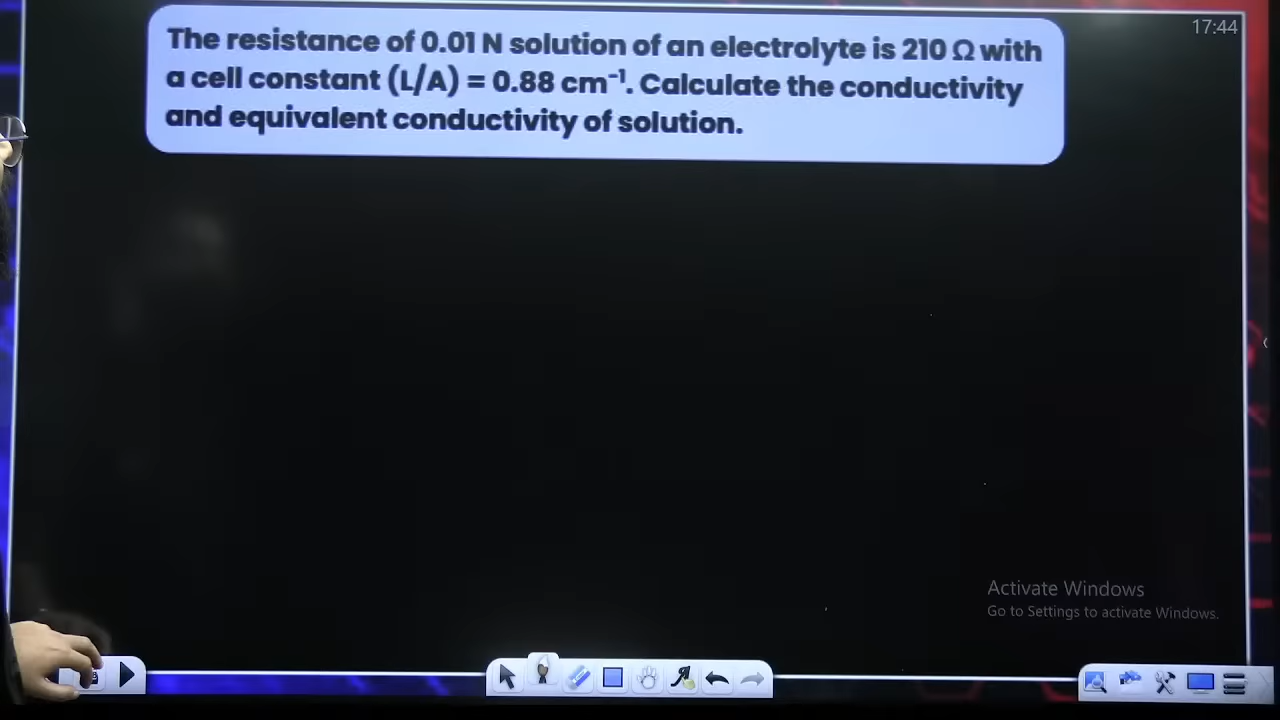 17:44
The resistance of 0.01 N solution of an electrolyte is 210 Ω with
a cell constant (L/A) = 0.88 cm⁻¹. Calculate the conductivity
and equivalent conductivity of solution.
Activate Windows
Go to Settings to activate Windows.